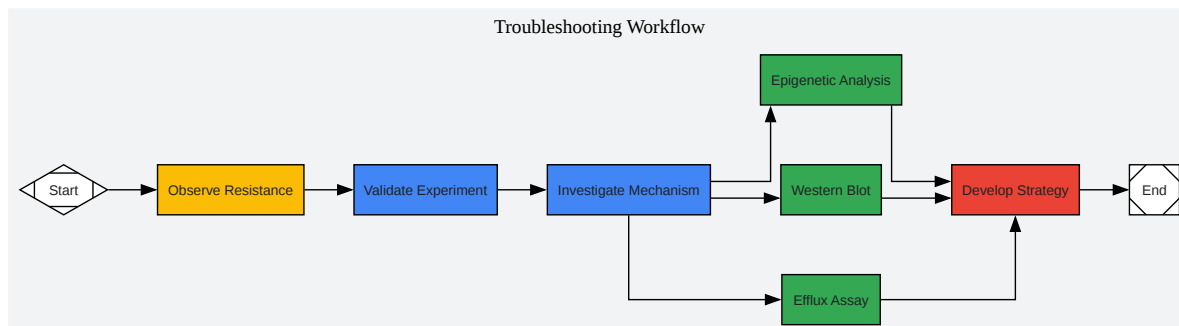 Troubleshooting Workflow
Epigenetic Analysis
Start
Observe Resistance
Validate Experiment
Investigate Mechanism
Western Blot
Develop Strategy
End
Efflux Assay